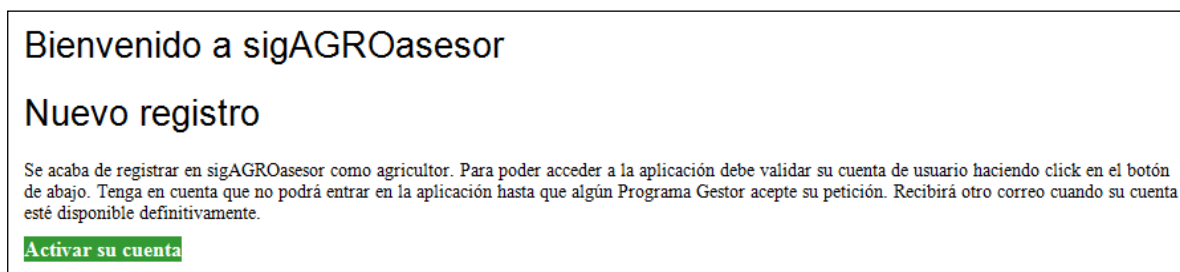 Bienvenido a sigAGROasesor
Nuevo registro
Se acaba de registrar en sigAGROasesor como agricultor. Para poder acceder a la aplicación debe validar su cuenta de usuario haciendo click en el botón
de abajo. Tenga en cuenta que no podrá entrar en la aplicación hasta que algún Programa Gestor acepte su petición. Recibirá otro correo cuando su cuenta
esté disponible definitivamente.
Activar su cuenta